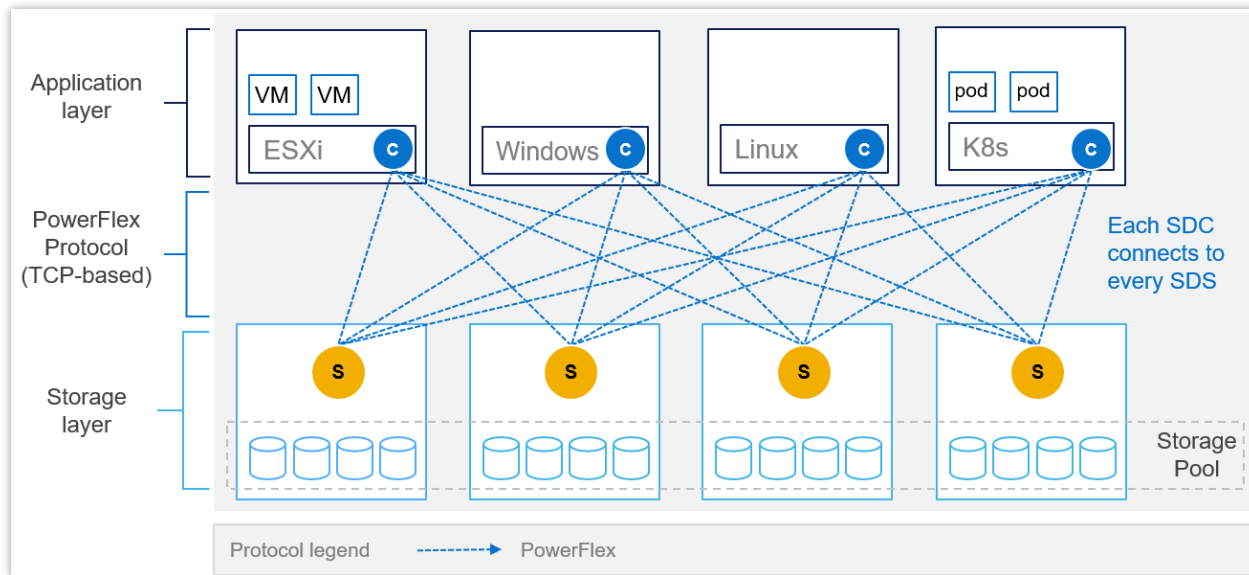 Application
layer
VM
VM
ESXi
C
Windows
C
Linux
C
pod
pod
K8s
C
PowerFlex
Protocol
(TCP-based)
Each SDC
connects to
every SDS
Storage
layer
S
S
S
S
Storage
Pool
Protocol legend
PowerFlex